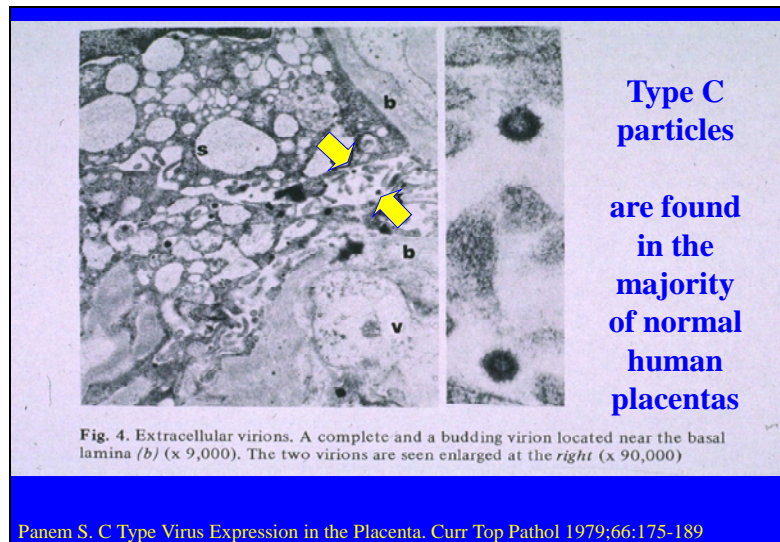 b
s
b
v
Type C
particles
are found
in the
majority
of normal
human
placentas
Fig. 4. Extracellular virions. A complete and a budding virion located near the basal
lamina (b) (x 9,000). The two virions are seen enlarged at the right (x 90,000)
Panem S. C Type Virus Expression in the Placenta. Curr Top Pathol 1979;66:175-189